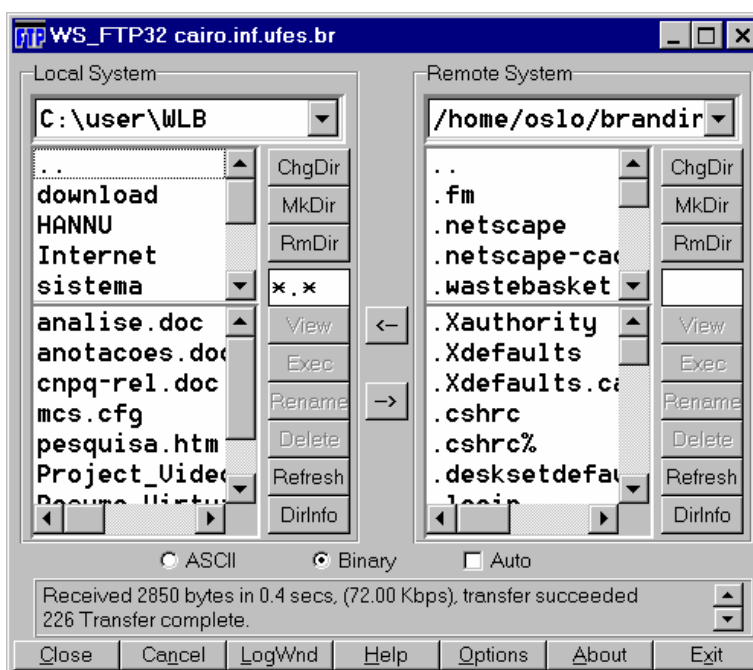 FTP WS_FTP32 cairo.inf.ufes.br
Local System
C:\user\WLB
..
download
HANNU
Internet
sistema
ChgDir
MkDir
RmDir
*.*
analise.doc
anotacoes.doc
cnpq-rel.doc
mcs.cfg
pesquisa.htm
Project_Vide
View
Exec
Rename
Delete
Refresh
DirInfo
<--
-->
Remote System
/home/oslo/brandir
..
.fm
.netscape
.netscape-cac
.wastebasket
ChgDir
MkDir
RmDir
.Xauthority
.Xdefaults
.Xdefaults.ca
.cshrc
.cshrc%
.desksetdefau
.login
View
Exec
Rename
Delete
Refresh
DirInfo
ASCII Binary Auto
Received 2850 bytes in 0.4 secs, (72.00 Kbps), transfer succeeded
226 Transfer complete.
Close Cancel LogWnd Help Options About Exit